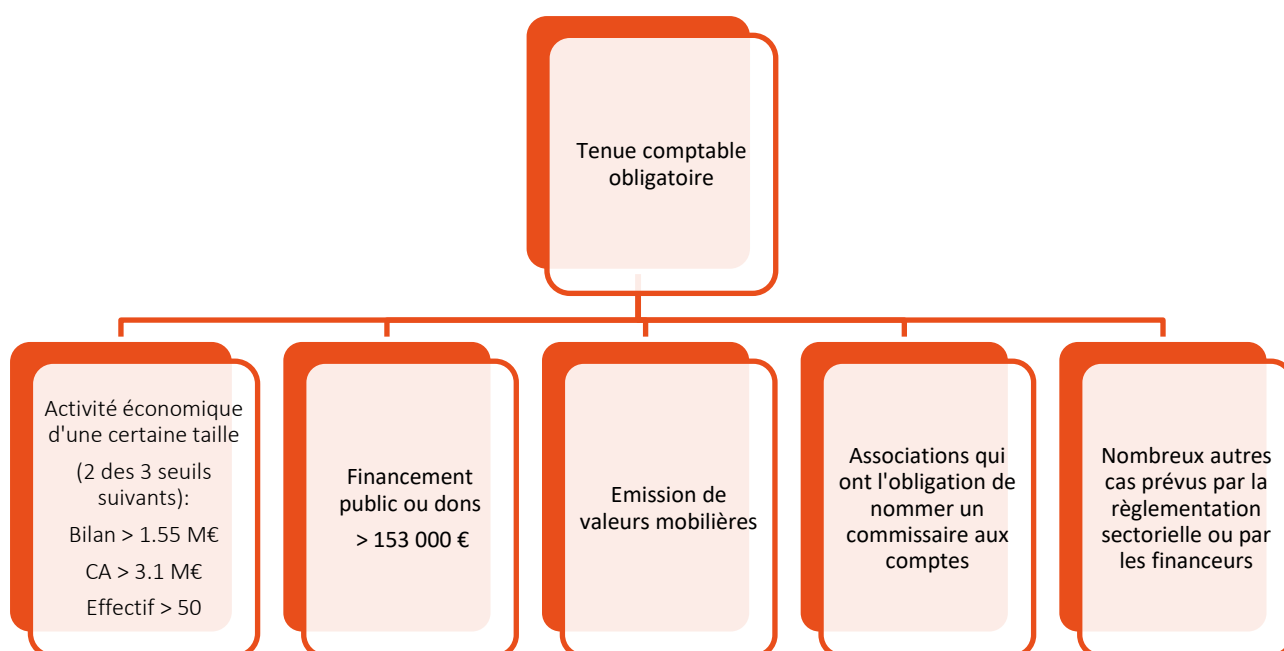 Tenue comptable
obligatoire
Activité économique
d'une certaine taille
(2 des 3 seuils
suivants):
Bilan > 1.55 M€
CA > 3.1 M€
Effectif > 50
Financement
public ou dons
> 153 000 €
Emission de
valeurs mobilières
Associations qui
ont l'obligation de
nommer un
commissaire aux
comptes
Nombreux autres
cas prévus par la
règlementation
sectorielle ou par
les financeurs